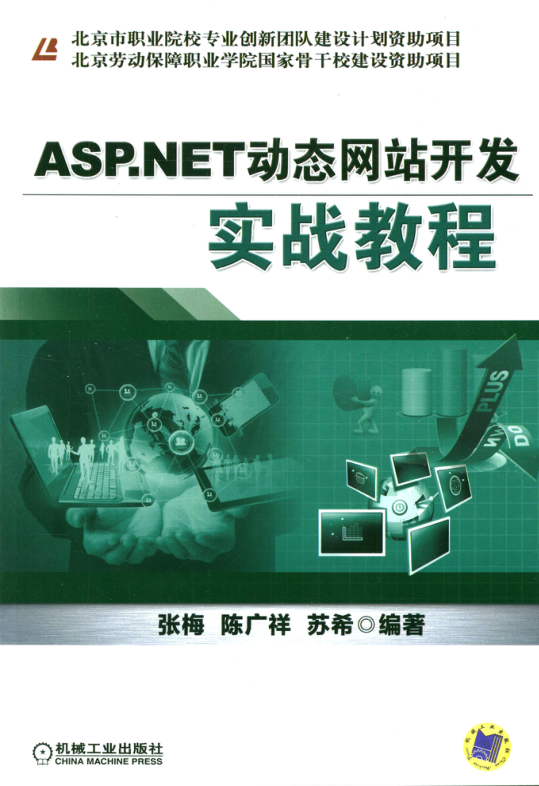 北京市职业院校专业创新团队建设计划资助项目
北京劳动保障职业学院国家骨干校建设资助项目
ASP.NET动态网站开发
实战教程
PLUS
张梅 陈广祥 苏希◎编著
机械工业出版社
CHINA MACHINE PRESS